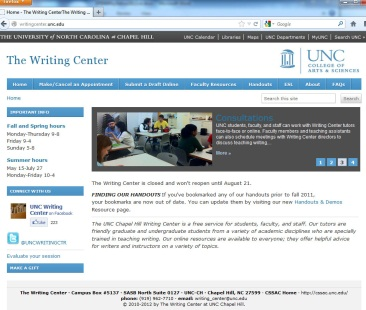 Home - The Writing CenterThe Writing ...
writingcenter.unc.edu
Google
THE UNIVERSITY of NORTH CAROLINA at CHAPEL HILL
UNC Calendar | Libraries | Maps | UNC Departments | MyUNC | Search UNC
The Writing Center
UNC
COLLEGE OF
ARTS & SCIENCES
Home Make/Cancel an Appointment Submit a Draft Online Faculty Resources Handouts ESL About FAQs
Home
Search this site
Search
IMPORTANT INFO
Fall and Spring hours
Monday-Thursday 9-8
Friday 9-4
Sunday 5-8
Summer hours
May 15-July 27
Monday-Friday 10-4
Consultations
UNC students, faculty, and staff can work with Writing Center tutors
face-to-face or online. Faculty members and teaching assistants
can also schedule meetings with Writing Center directors to
discuss teaching writing...
More »
1 2 3 4
CONNECT WITH US
UNC Writing
Center on Facebook
Like 223
@UNCWRITINGCTR
Evaluate your session
MAKE A GIFT
The Writing Center is closed and won't reopen until August 21.
FINDING OUR HANDOUTS If you've bookmarked any of our handouts prior to fall 2011,
your bookmarks are now out of date. You can update them by visiting our new Handouts & Demos
Resource page.
The UNC Chapel Hill Writing Center is a free service for students, faculty, and staff. Our tutors are
friendly graduate and undergraduate students from a variety of academic disciplines who are specially
trained in teaching writing. Our online resources are available to everyone; they offer helpful advice
for writers and instructors on a variety of topics.
The Writing Center · Campus Box #5137 · SASB North Suite 0127 · UNC-CH · Chapel Hill, NC 27599 · CSSAC Home · http://cssac.unc.edu/
phone: (919) 962-7710 · email: writing_center@unc.edu
© 2010-2012 by The Writing Center at UNC Chapel Hill